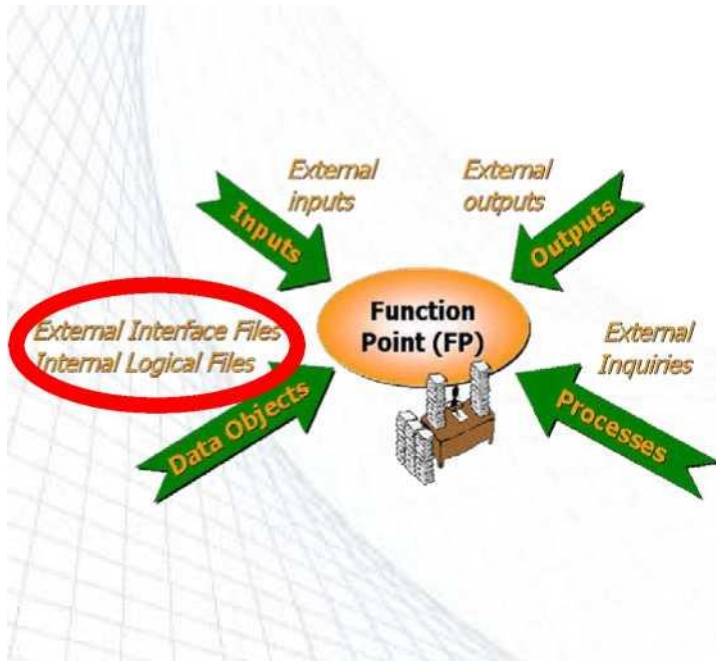 External
inputs
External
outputs
Inputs
Outputs
External Interface Files
Internal Logical Files
Function
Point (FP)
External
Inquiries
Data Objects
Processes